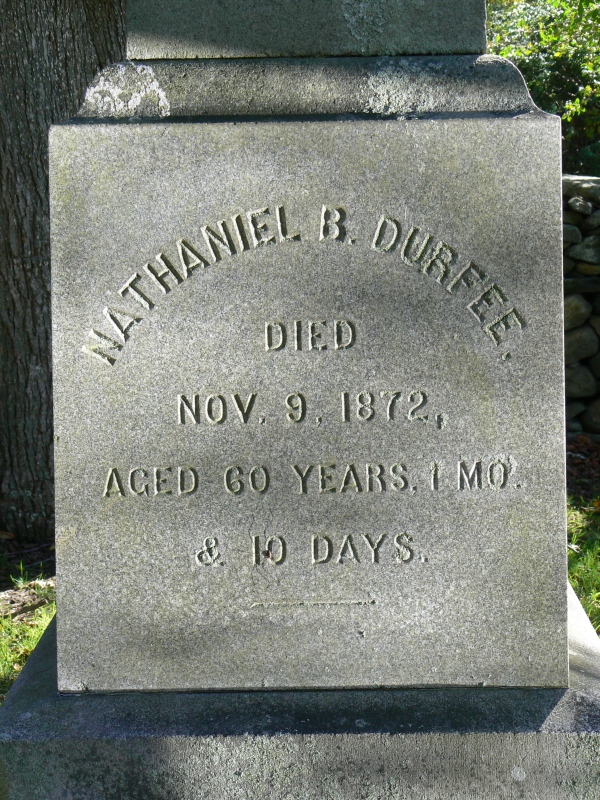 NATHANIEL B. DURFEE,
DIED
NOV. 9, 1872,
AGED 60 YEARS, 1 MO.
& 10 DAYS.